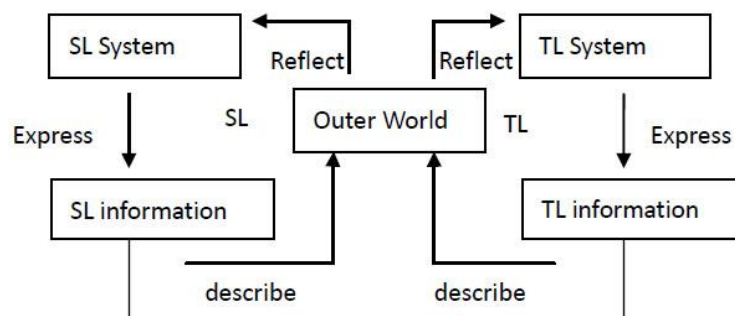 SL System
Reflect
Reflect
TL System
Express
SL
Outer World
TL
Express
SL information
TL information
describe
describe